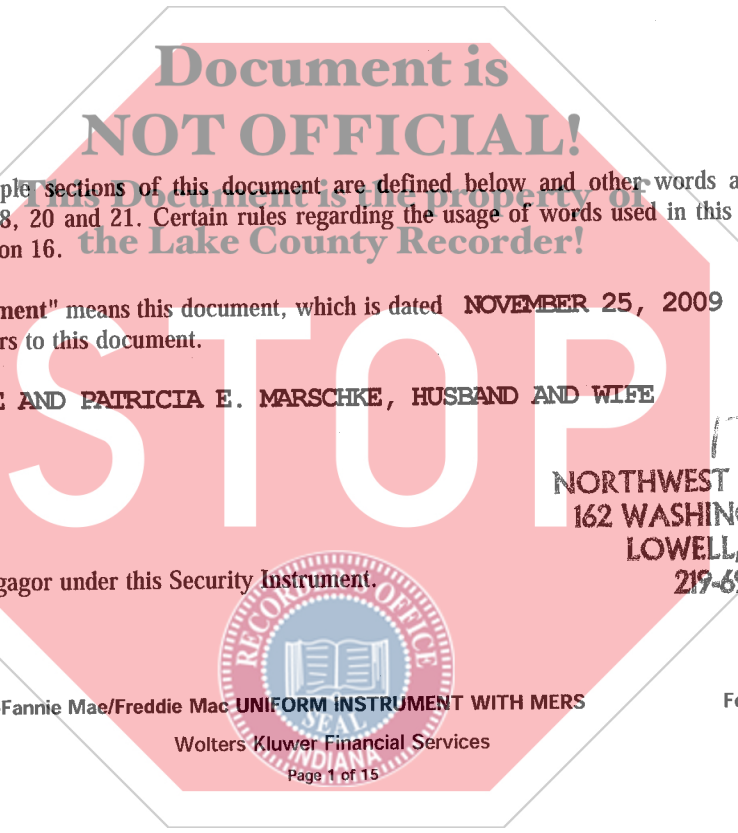 Document is
NOT OFFICIAL!
This Document is the property of
the Lake County Recorder!
ple sections of this document are defined below and other words a
8, 20 and 21. Certain rules regarding the usage of words used in this
on 16.
ment" means this document, which is dated NOVEMBER 25, 2009
rs to this document.
E AND PATRICIA E. MARSCHKE, HUSBAND AND WIFE
STOP
NORTHWEST
162 WASHIN
LOWELL,
219-69
gagor under this Security Instrument.
RECORDER'S OFFICE
SEAL
INDIANA
Fannie Mae/Freddie Mac UNIFORM INSTRUMENT WITH MERS
Fo
Wolters Kluwer Financial Services
Page 1 of 15